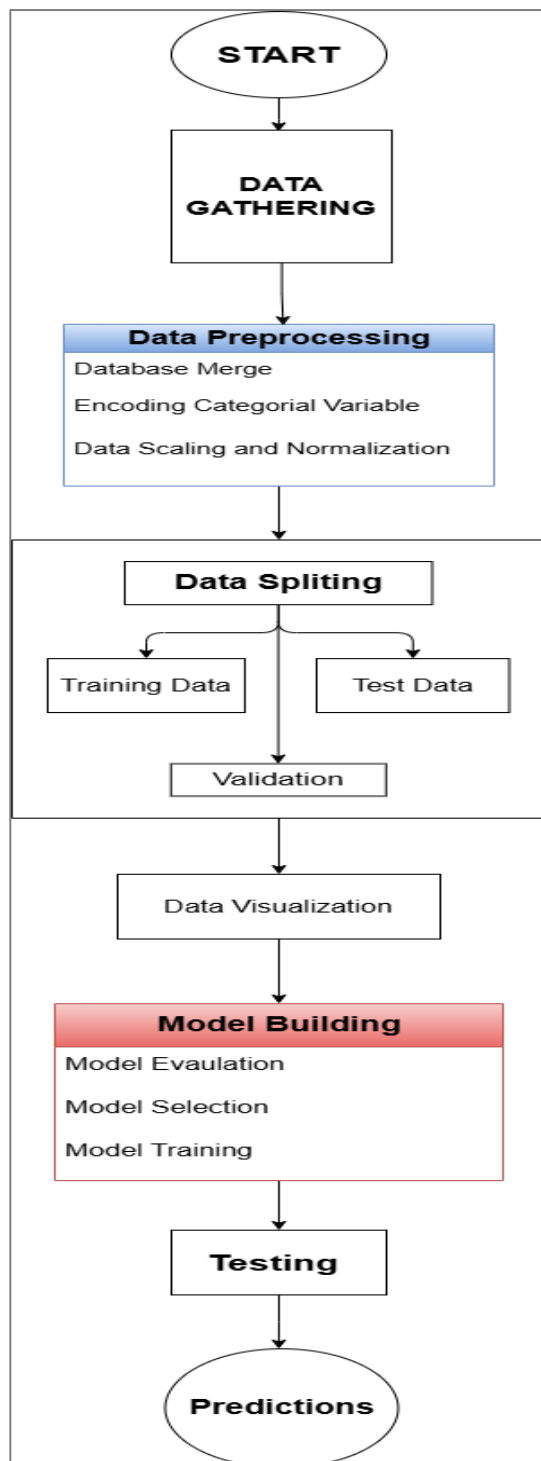 START
DATA
GATHERING
Data Preprocessing
Database Merge
Encoding Categorial Variable
Data Scaling and Normalization
Data Spliting
Training Data
Test Data
Validation
Data Visualization
Model Building
Model Evaulation
Model Selection
Model Training
Testing
Predictions